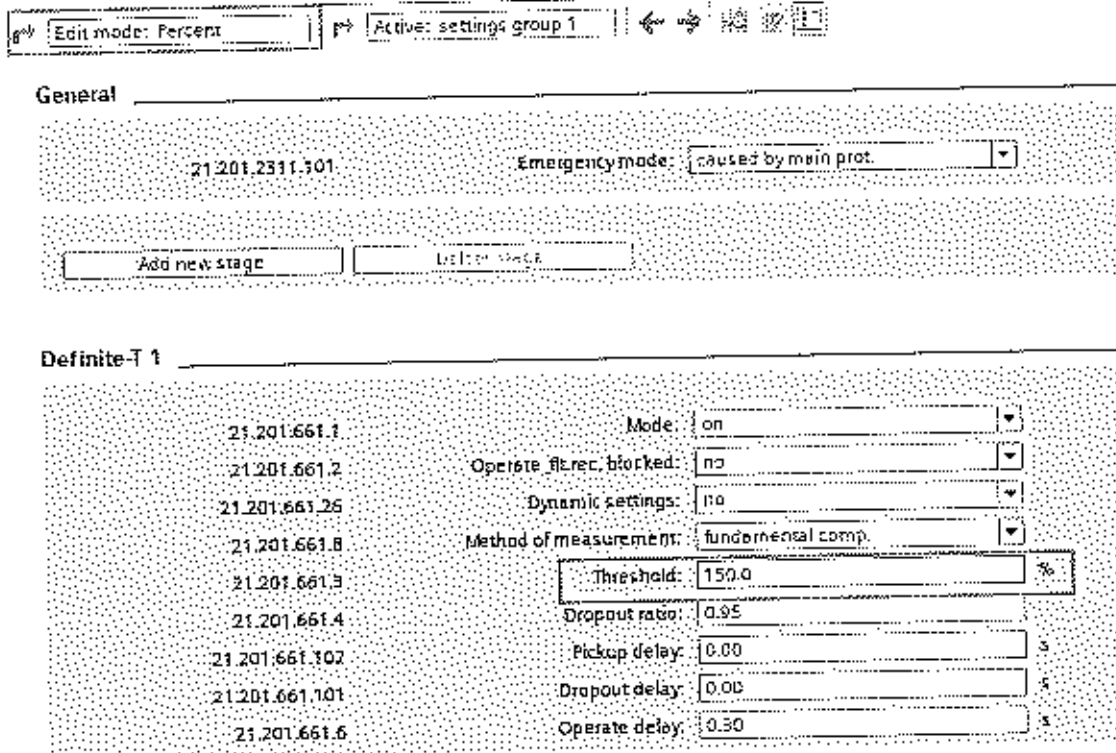 Edit mode: Percent Active: settings group 1
General
21.201.2311.101 Emergency mode: caused by main prot.
Add new stage
Definite-T 1
21.201.661.1 Mode: on
21.201.661.2 Operate & flt.rec. blocked: no
21.201.661.26 Dynamic settings: no
21.201.661.8 Method of measurement: fundamental comp.
21.201.661.3 Threshold: 150.0 %
21.201.661.4 Dropout ratio: 0.95
21.201.661.102 Pickup delay: 0.00 s
21.201.661.101 Dropout delay: 0.00 s
21.201.661.6 Operate delay: 0.30 s